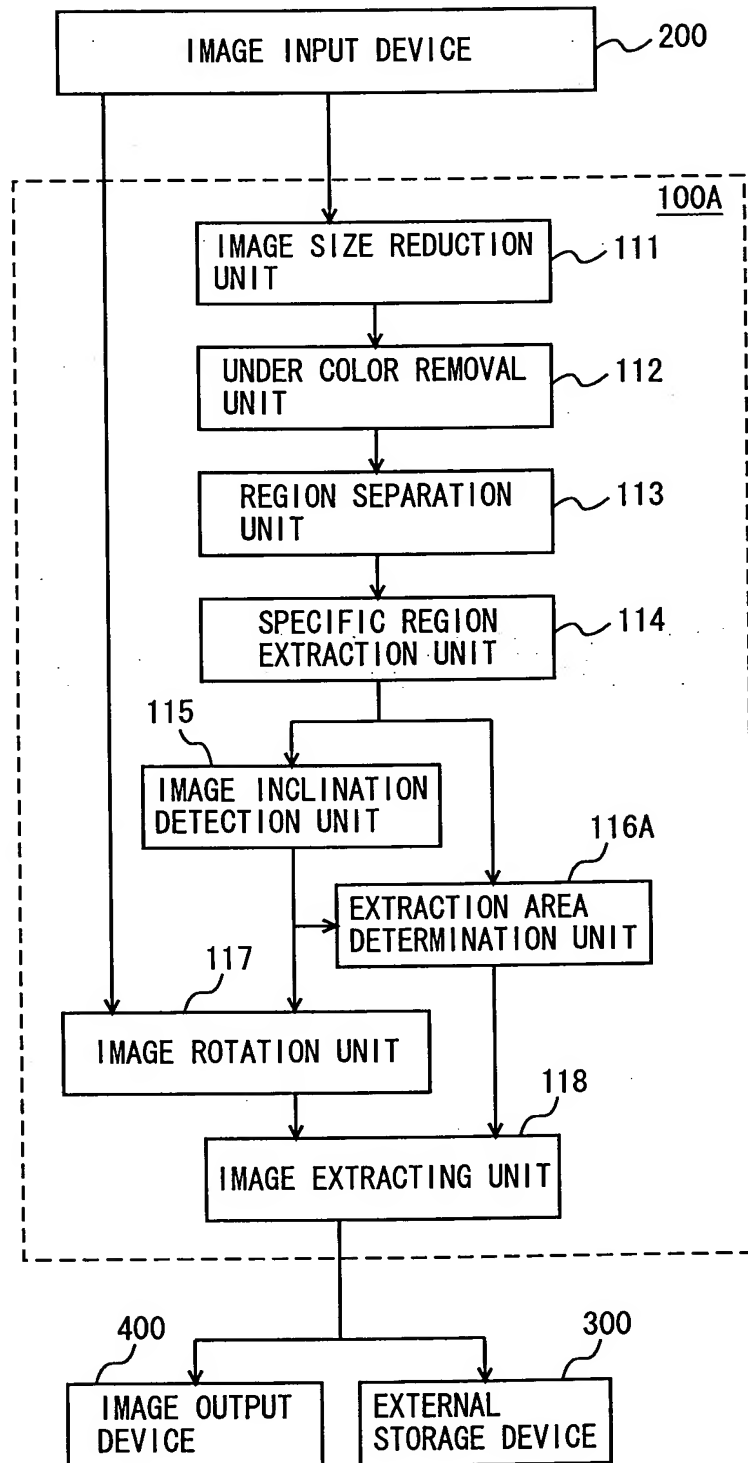 IMAGE INPUT DEVICE
200
100A
IMAGE SIZE REDUCTION
UNIT
111
UNDER COLOR REMOVAL
UNIT
112
REGION SEPARATION
UNIT
113
SPECIFIC REGION
EXTRACTION UNIT
114
115
IMAGE INCLINATION
DETECTION UNIT
116A
EXTRACTION AREA
DETERMINATION UNIT
117
IMAGE ROTATION UNIT
118
IMAGE EXTRACTING UNIT
400
IMAGE OUTPUT
DEVICE
300
EXTERNAL
STORAGE DEVICE